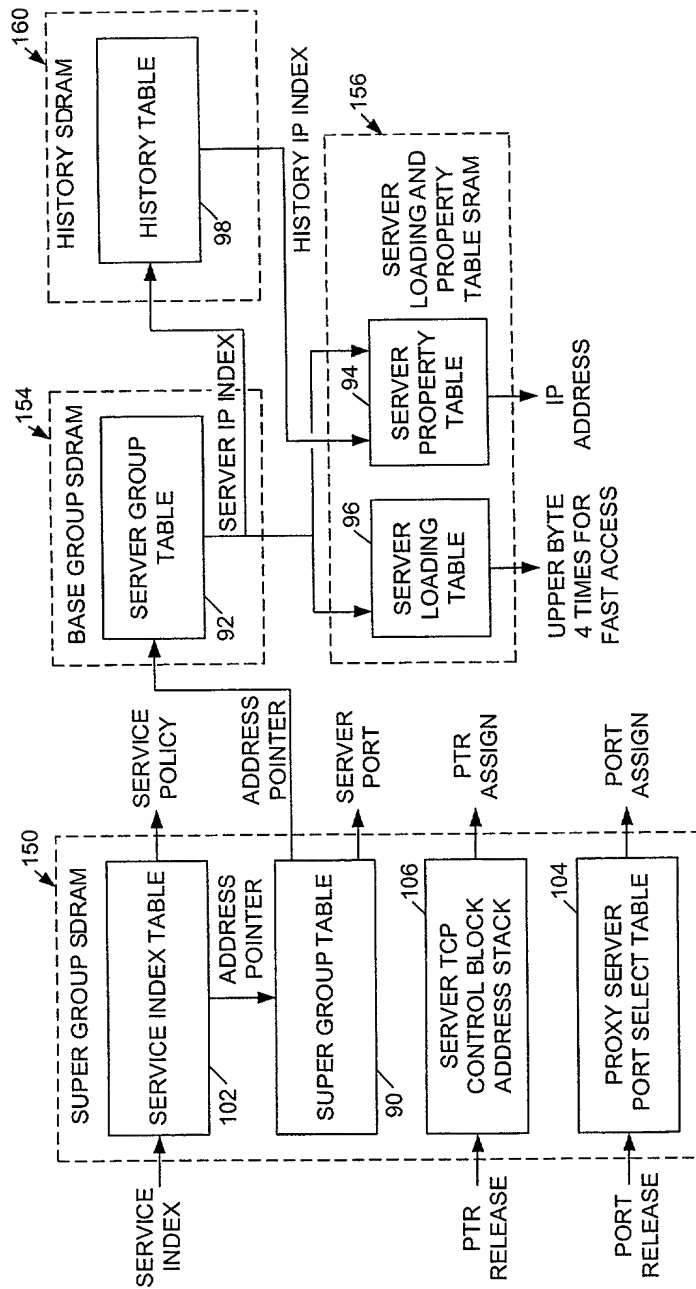 150
SUPER GROUP SDRAM
SERVICE
INDEX
SERVICE INDEX TABLE
102
SERVICE
POLICY
ADDRESS
POINTER
SUPER GROUP TABLE
90
ADDRESS
POINTER
SERVER
PORT
PTR
RELEASE
SERVER TCP
CONTROL BLOCK
ADDRESS STACK
106
PTR
ASSIGN
PORT
RELEASE
PROXY SERVER
PORT SELECT TABLE
104
PORT
ASSIGN
154
BASE GROUP SDRAM
SERVER GROUP
TABLE
92
SERVER IP INDEX
160
HISTORY SDRAM
HISTORY TABLE
98
HISTORY IP INDEX
156
SERVER
LOADING AND
PROPERTY
TABLE SRAM
96
SERVER
LOADING
TABLE
94
SERVER
PROPERTY
TABLE
UPPER BYTE
4 TIMES FOR
FAST ACCESS
IP
ADDRESS